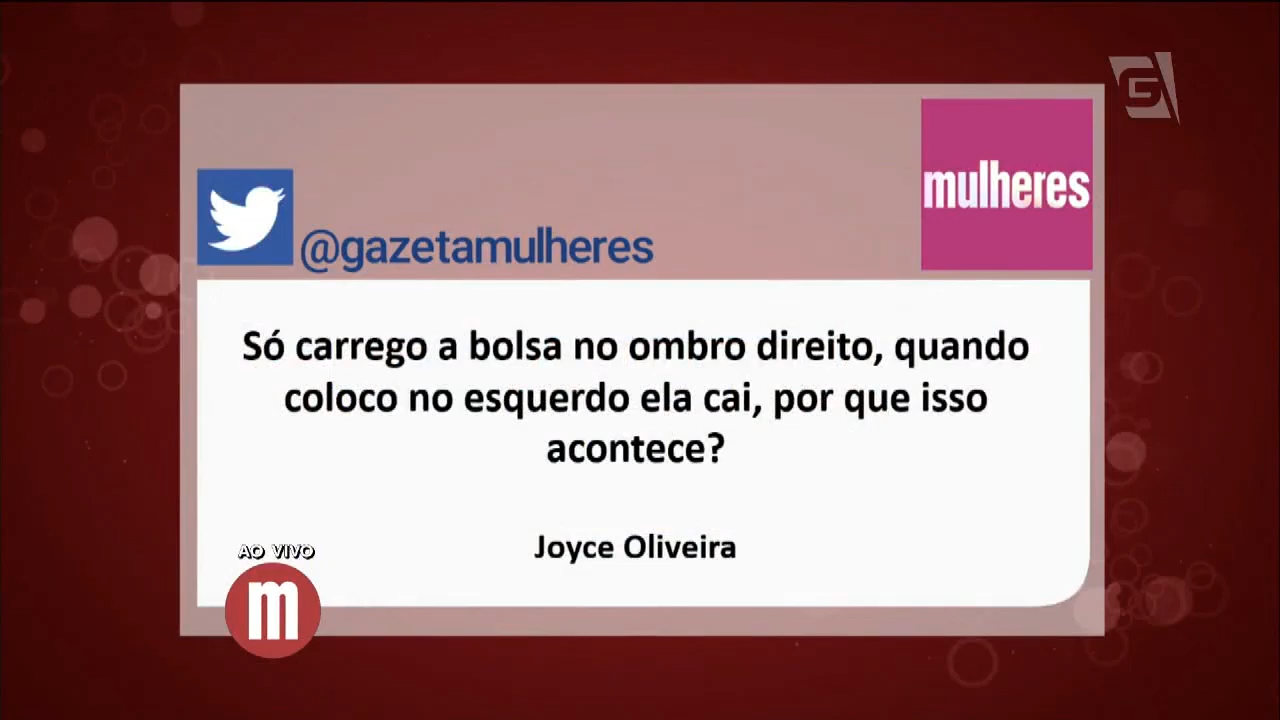 G
mulheres
@gazetamulheres
Só carrego a bolsa no ombro direito, quando
coloco no esquerdo ela cai, por que isso
acontece?
Joyce Oliveira
AO VIVO
m